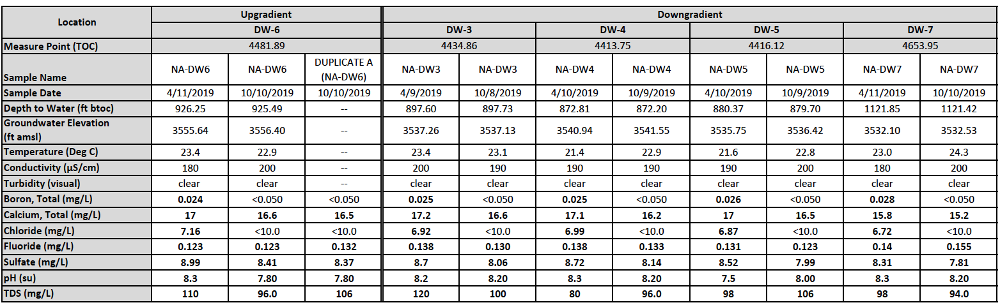 Location Upgradient Downgradient
DW-6 DW-3 DW-4 DW-5 DW-7
Measure Point (TOC) 4481.89 4434.86 4413.75 4416.12 4653.95
Sample Name NA-DW6 NA-DW6 DUPLICATE A (NA-DW6) NA-DW3 NA-DW3 NA-DW4 NA-DW4 NA-DW5 NA-DW5 NA-DW7 NA-DW7
Sample Date 4/11/2019 10/10/2019 10/10/2019 4/9/2019 10/8/2019 4/10/2019 10/9/2019 4/10/2019 10/9/2019 4/11/2019 10/10/2019
Depth to Water (ft btoc) 926.25 925.49 -- 897.60 897.73 872.81 872.20 880.37 879.70 1121.85 1121.42
Groundwater Elevation (ft amsl) 3555.64 3556.40 -- 3537.26 3537.13 3540.94 3541.55 3535.75 3536.42 3532.10 3532.53
Temperature (Deg C) 23.4 22.9 -- 23.4 23.1 21.4 22.9 21.6 22.8 23.0 24.3
Conductivity (µS/cm) 180 200 -- 200 190 190 190 190 200 180 200
Turbidity (visual) clear clear -- clear clear clear clear clear clear clear clear
Boron, Total (mg/L) 0.024 <0.050 <0.050 0.025 <0.050 0.025 <0.050 0.026 <0.050 0.028 <0.050
Calcium, Total (mg/L) 17 16.6 16.5 17.2 16.6 17.1 16.2 17 16.5 15.8 15.2
Chloride (mg/L) 7.16 <10.0 <10.0 6.92 <10.0 6.99 <10.0 6.87 <10.0 6.72 <10.0
Fluoride (mg/L) 0.123 0.123 0.132 0.138 0.130 0.138 0.133 0.131 0.123 0.14 0.155
Sulfate (mg/L) 8.99 8.41 8.37 8.7 8.06 8.72 8.14 8.52 7.99 8.31 7.81
pH (su) 8.3 7.80 7.80 8.2 8.20 8.3 8.20 7.5 8.00 8.3 8.20
TDS (mg/L) 110 96.0 106 120 100 80 96.0 98 106 98 94.0